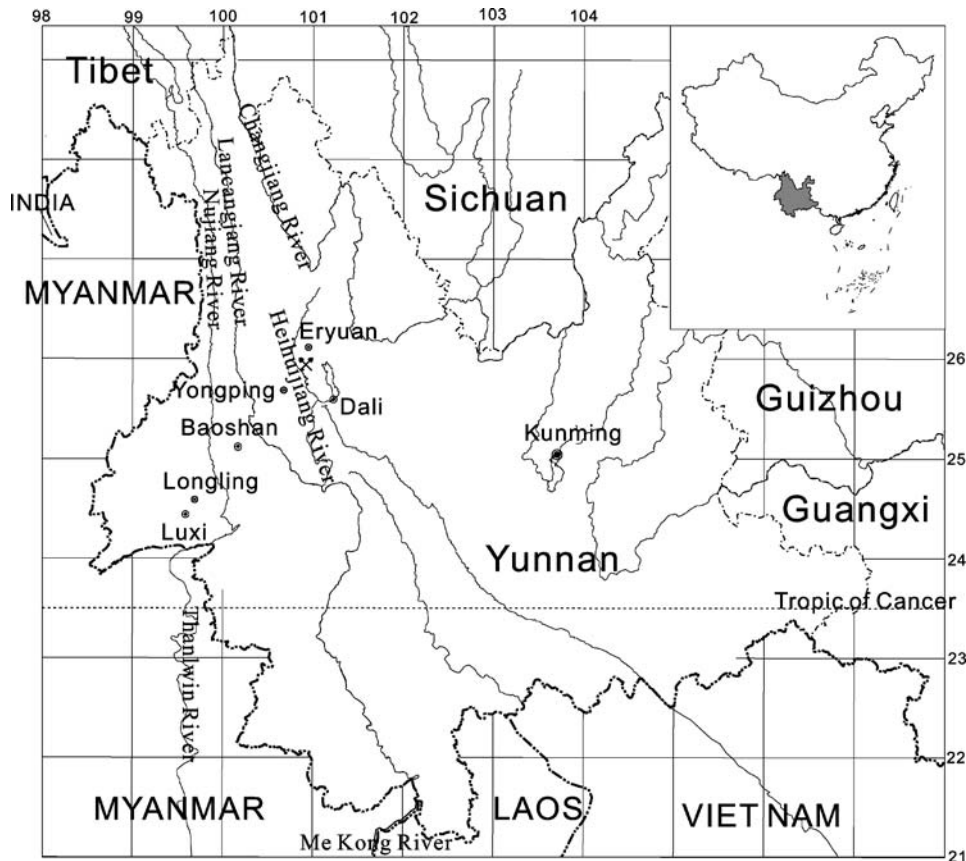 98 99 100 101 102 103 104
Tibet
Changjiang River
Lancangjiang River
Nujiang River
Sichuan
INDIA
MYANMAR
Heihuijiang River
Eryuan
26
Yongping
Dali
Guizhou
Baoshan
Kunming
25
Longling
Guangxi
Luxi
Yunnan
24
Tropic of Cancer
Thanlwin River
23
22
MYANMAR
LAOS
VIET NAM
Me Kong River
21